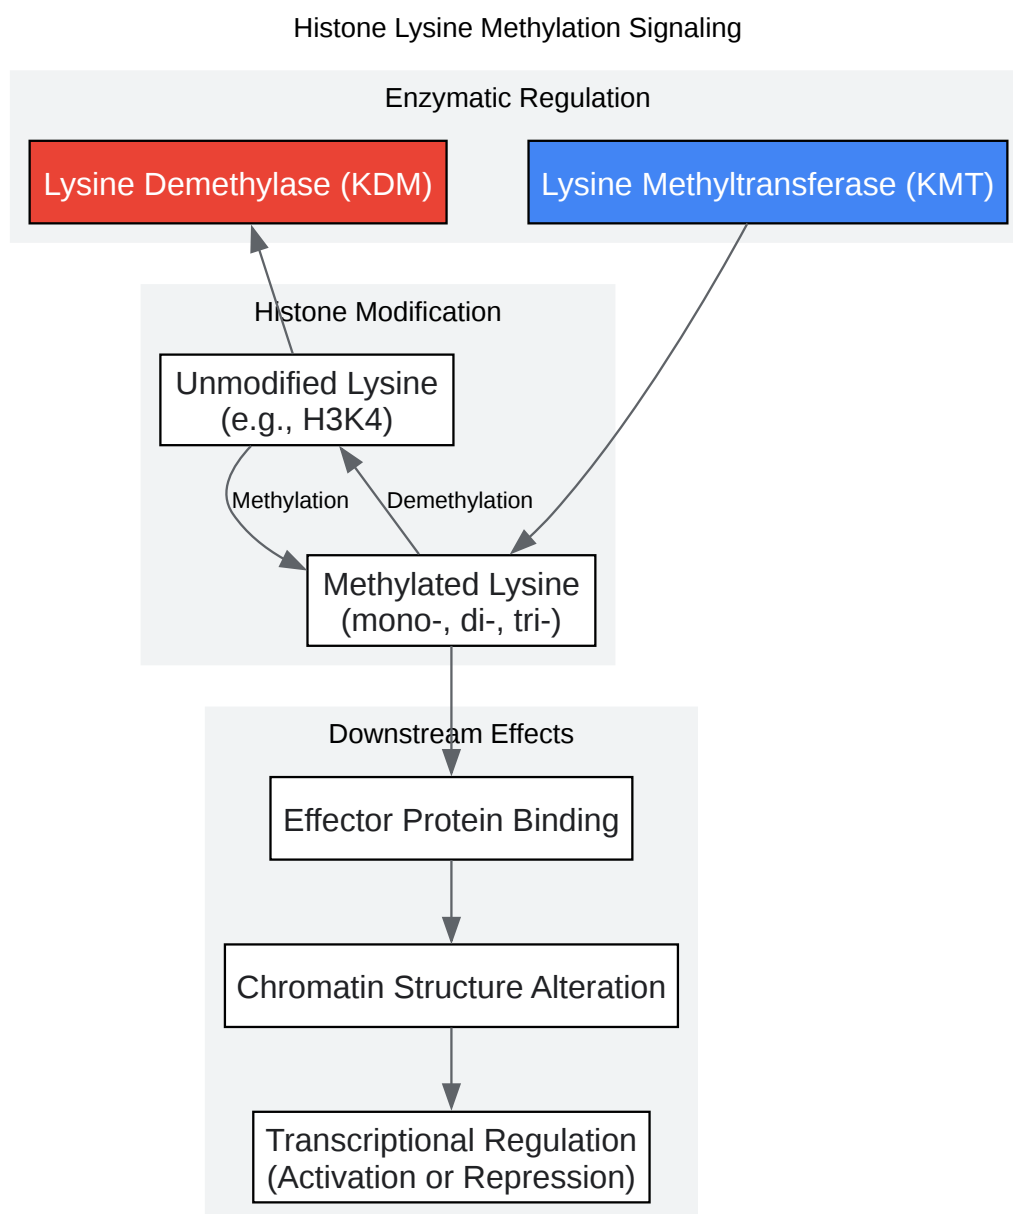 Histone Lysine Methylation Signaling
Enzymatic Regulation
Lysine Demethylase (KDM)
Lysine Methyltransferase (KMT)
Histone Modification
Unmodified Lysine
(e.g., H3K4)
Methylation
Demethylation
Methylated Lysine
(mono-, di-, tri-)
Downstream Effects
Effector Protein Binding
Chromatin Structure Alteration
Transcriptional Regulation
(Activation or Repression)